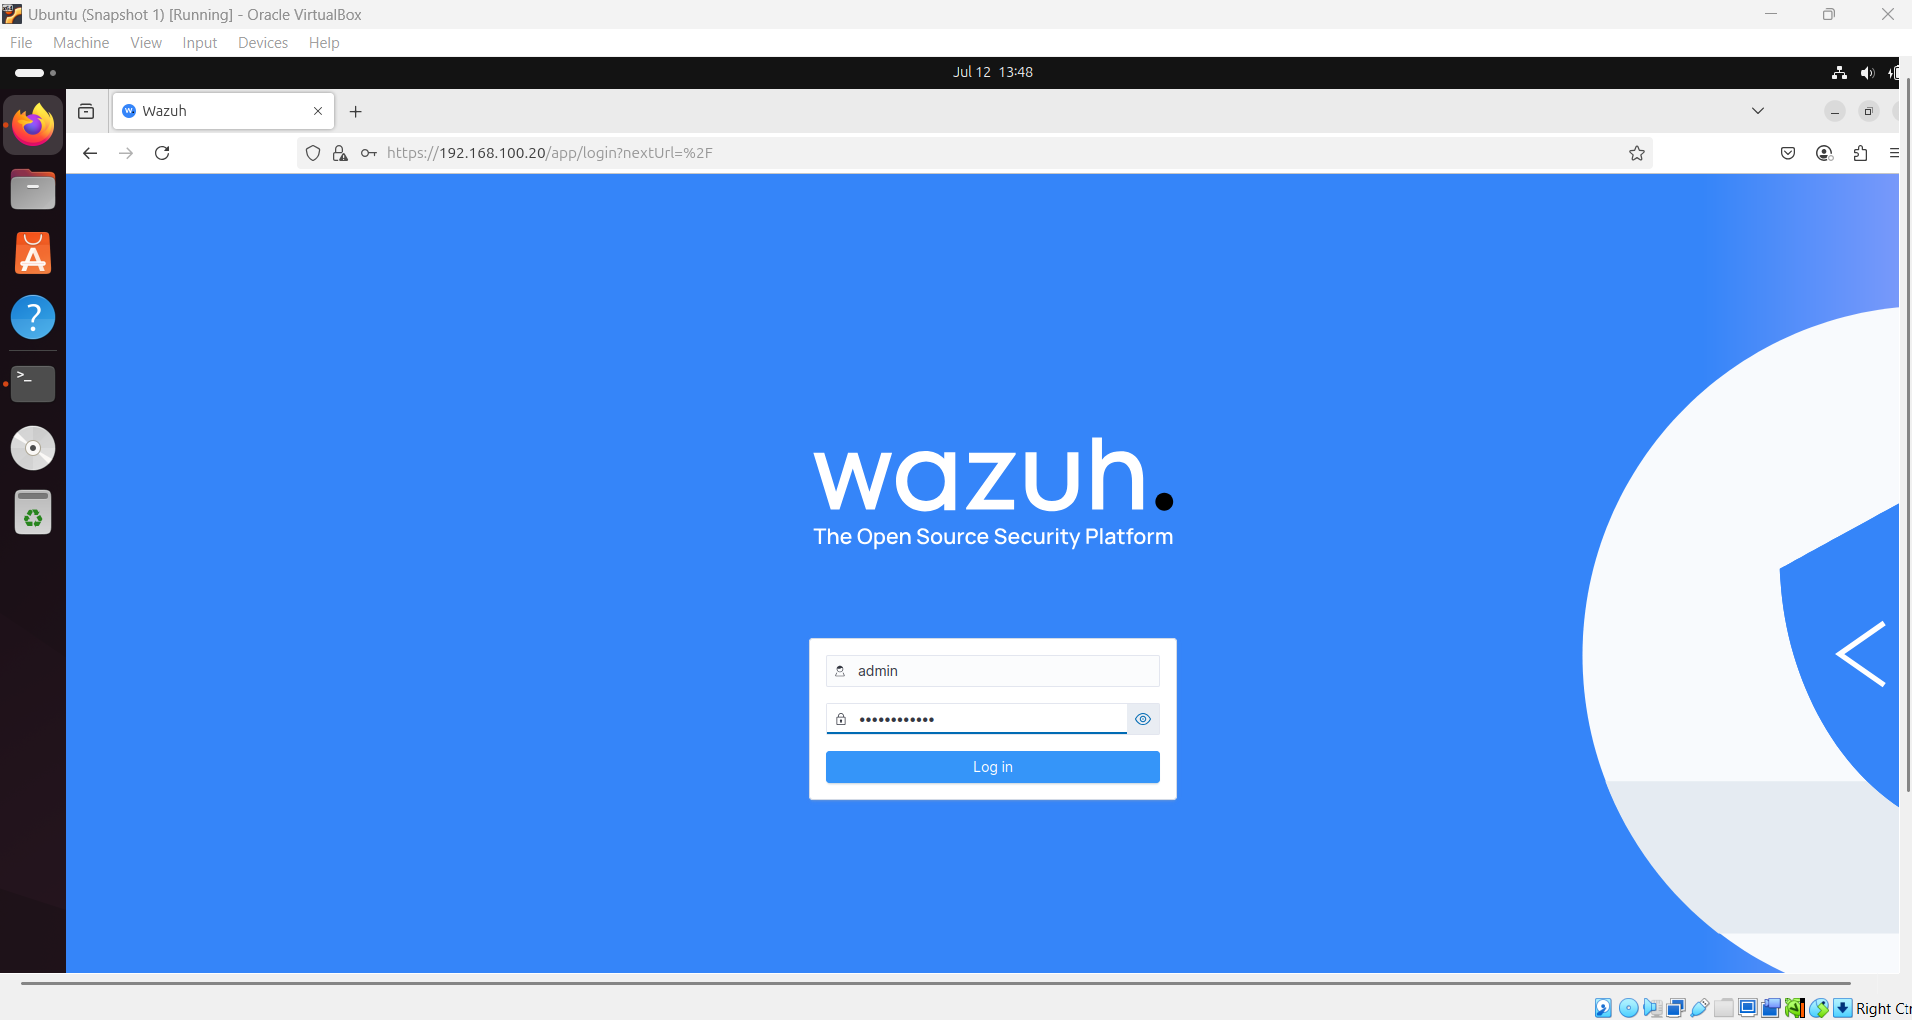 Ubuntu (Snapshot 1) [Running] - Oracle VirtualBox
File Machine View Input Devices Help
Jul 12 13:48
Wazuh
https://192.168.100.20/app/login?nextUrl=%2F
wazuh.
The Open Source Security Platform
admin
••••••••••••
Log in
Right Ctr